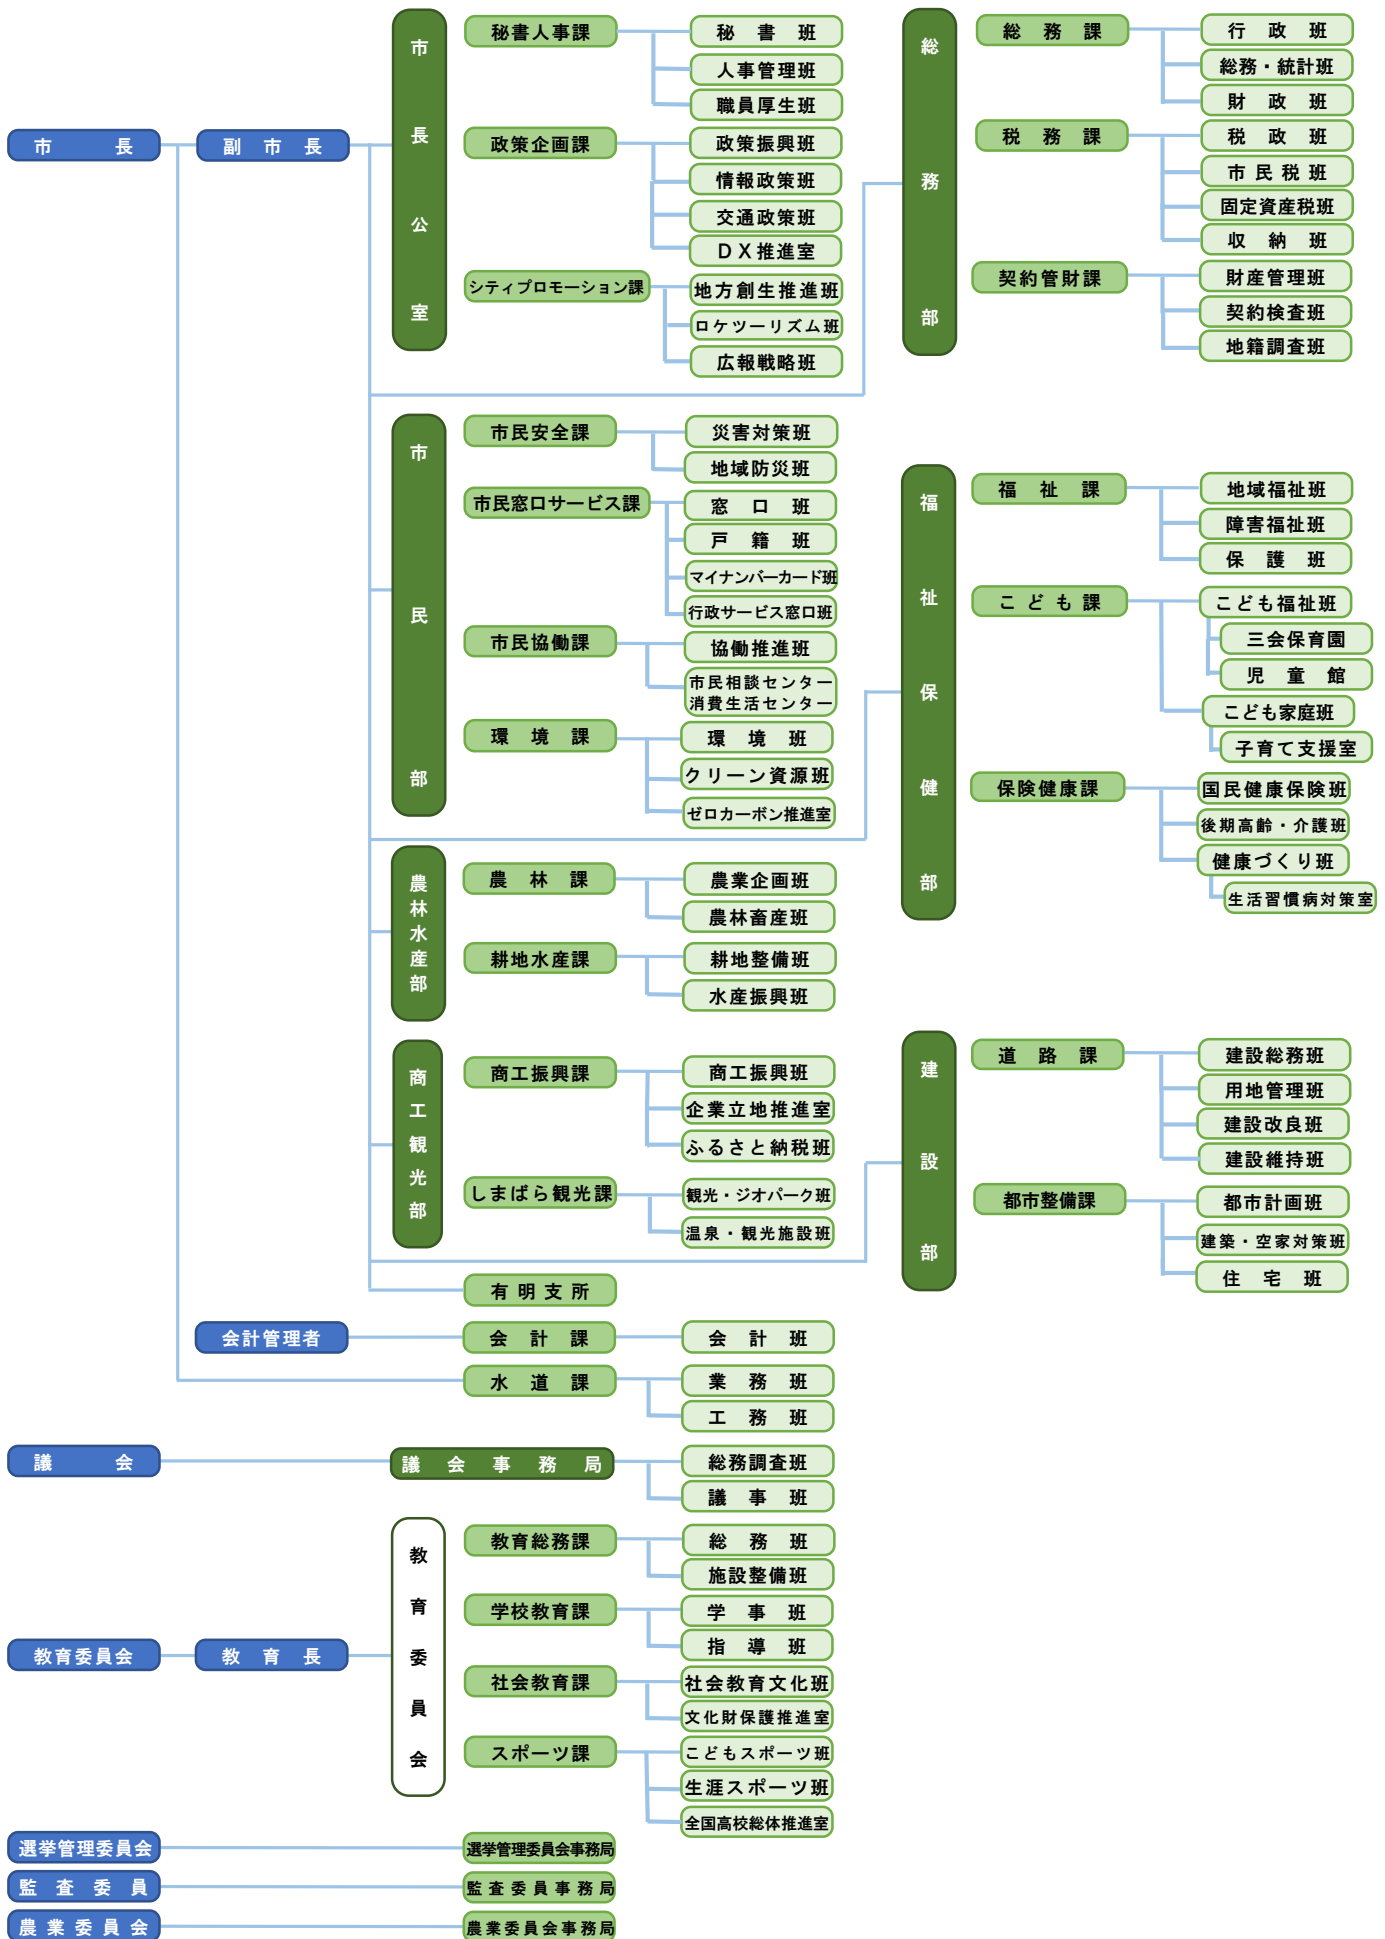 市長
副市長
市長公室
秘書人事課
秘書班
人事管理班
職員厚生班
政策企画課
政策振興班
情報政策班
交通政策班
DX推進室
シティプロモーション課
地方創生推進班
ロケツーリズム班
広報戦略班
総務部
総務課
行政班
総務・統計班
財政班
税務課
税政班
市民税班
固定資産税班
収納班
契約管財課
財産管理班
契約検査班
地籍調査班
市民部
市民安全課
災害対策班
地域防災班
市民窓口サービス課
窓口班
戸籍班
マイナンバーカード班
行政サービス窓口班
市民協働課
協働推進班
市民相談センター
消費生活センター
環境課
環境班
クリーン資源班
ゼロカーボン推進室
福祉保健部
福祉課
地域福祉班
障害福祉班
保護班
こども課
こども福祉班
三会保育園
児童館
こども家庭班
子育て支援室
保険健康課
国民健康保険班
後期高齢・介護班
健康づくり班
生活習慣病対策室
農林水産部
農林課
農業企画班
農林畜産班
耕地水産課
耕地整備班
水産振興班
商工観光部
商工振興課
商工振興班
企業立地推進室
ふるさと納税班
しまばら観光課
観光・ジオパーク班
温泉・観光施設班
建設部
道路課
建設総務班
用地管理班
建設改良班
建設維持班
都市整備課
都市計画班
建築・空家対策班
住宅班
有明支所
会計管理者
会計課
会計班
水道課
業務班
工務班
議会
議会事務局
総務調査班
議事班
教育委員会
教育長
教育委員会
教育総務課
総務班
施設整備班
学校教育課
学事班
指導班
社会教育課
社会教育文化班
文化財保護推進室
スポーツ課
こどもスポーツ班
生涯スポーツ班
全国高校総体推進室
選挙管理委員会
選挙管理委員会事務局
監査委員
監査委員事務局
農業委員会
農業委員会事務局